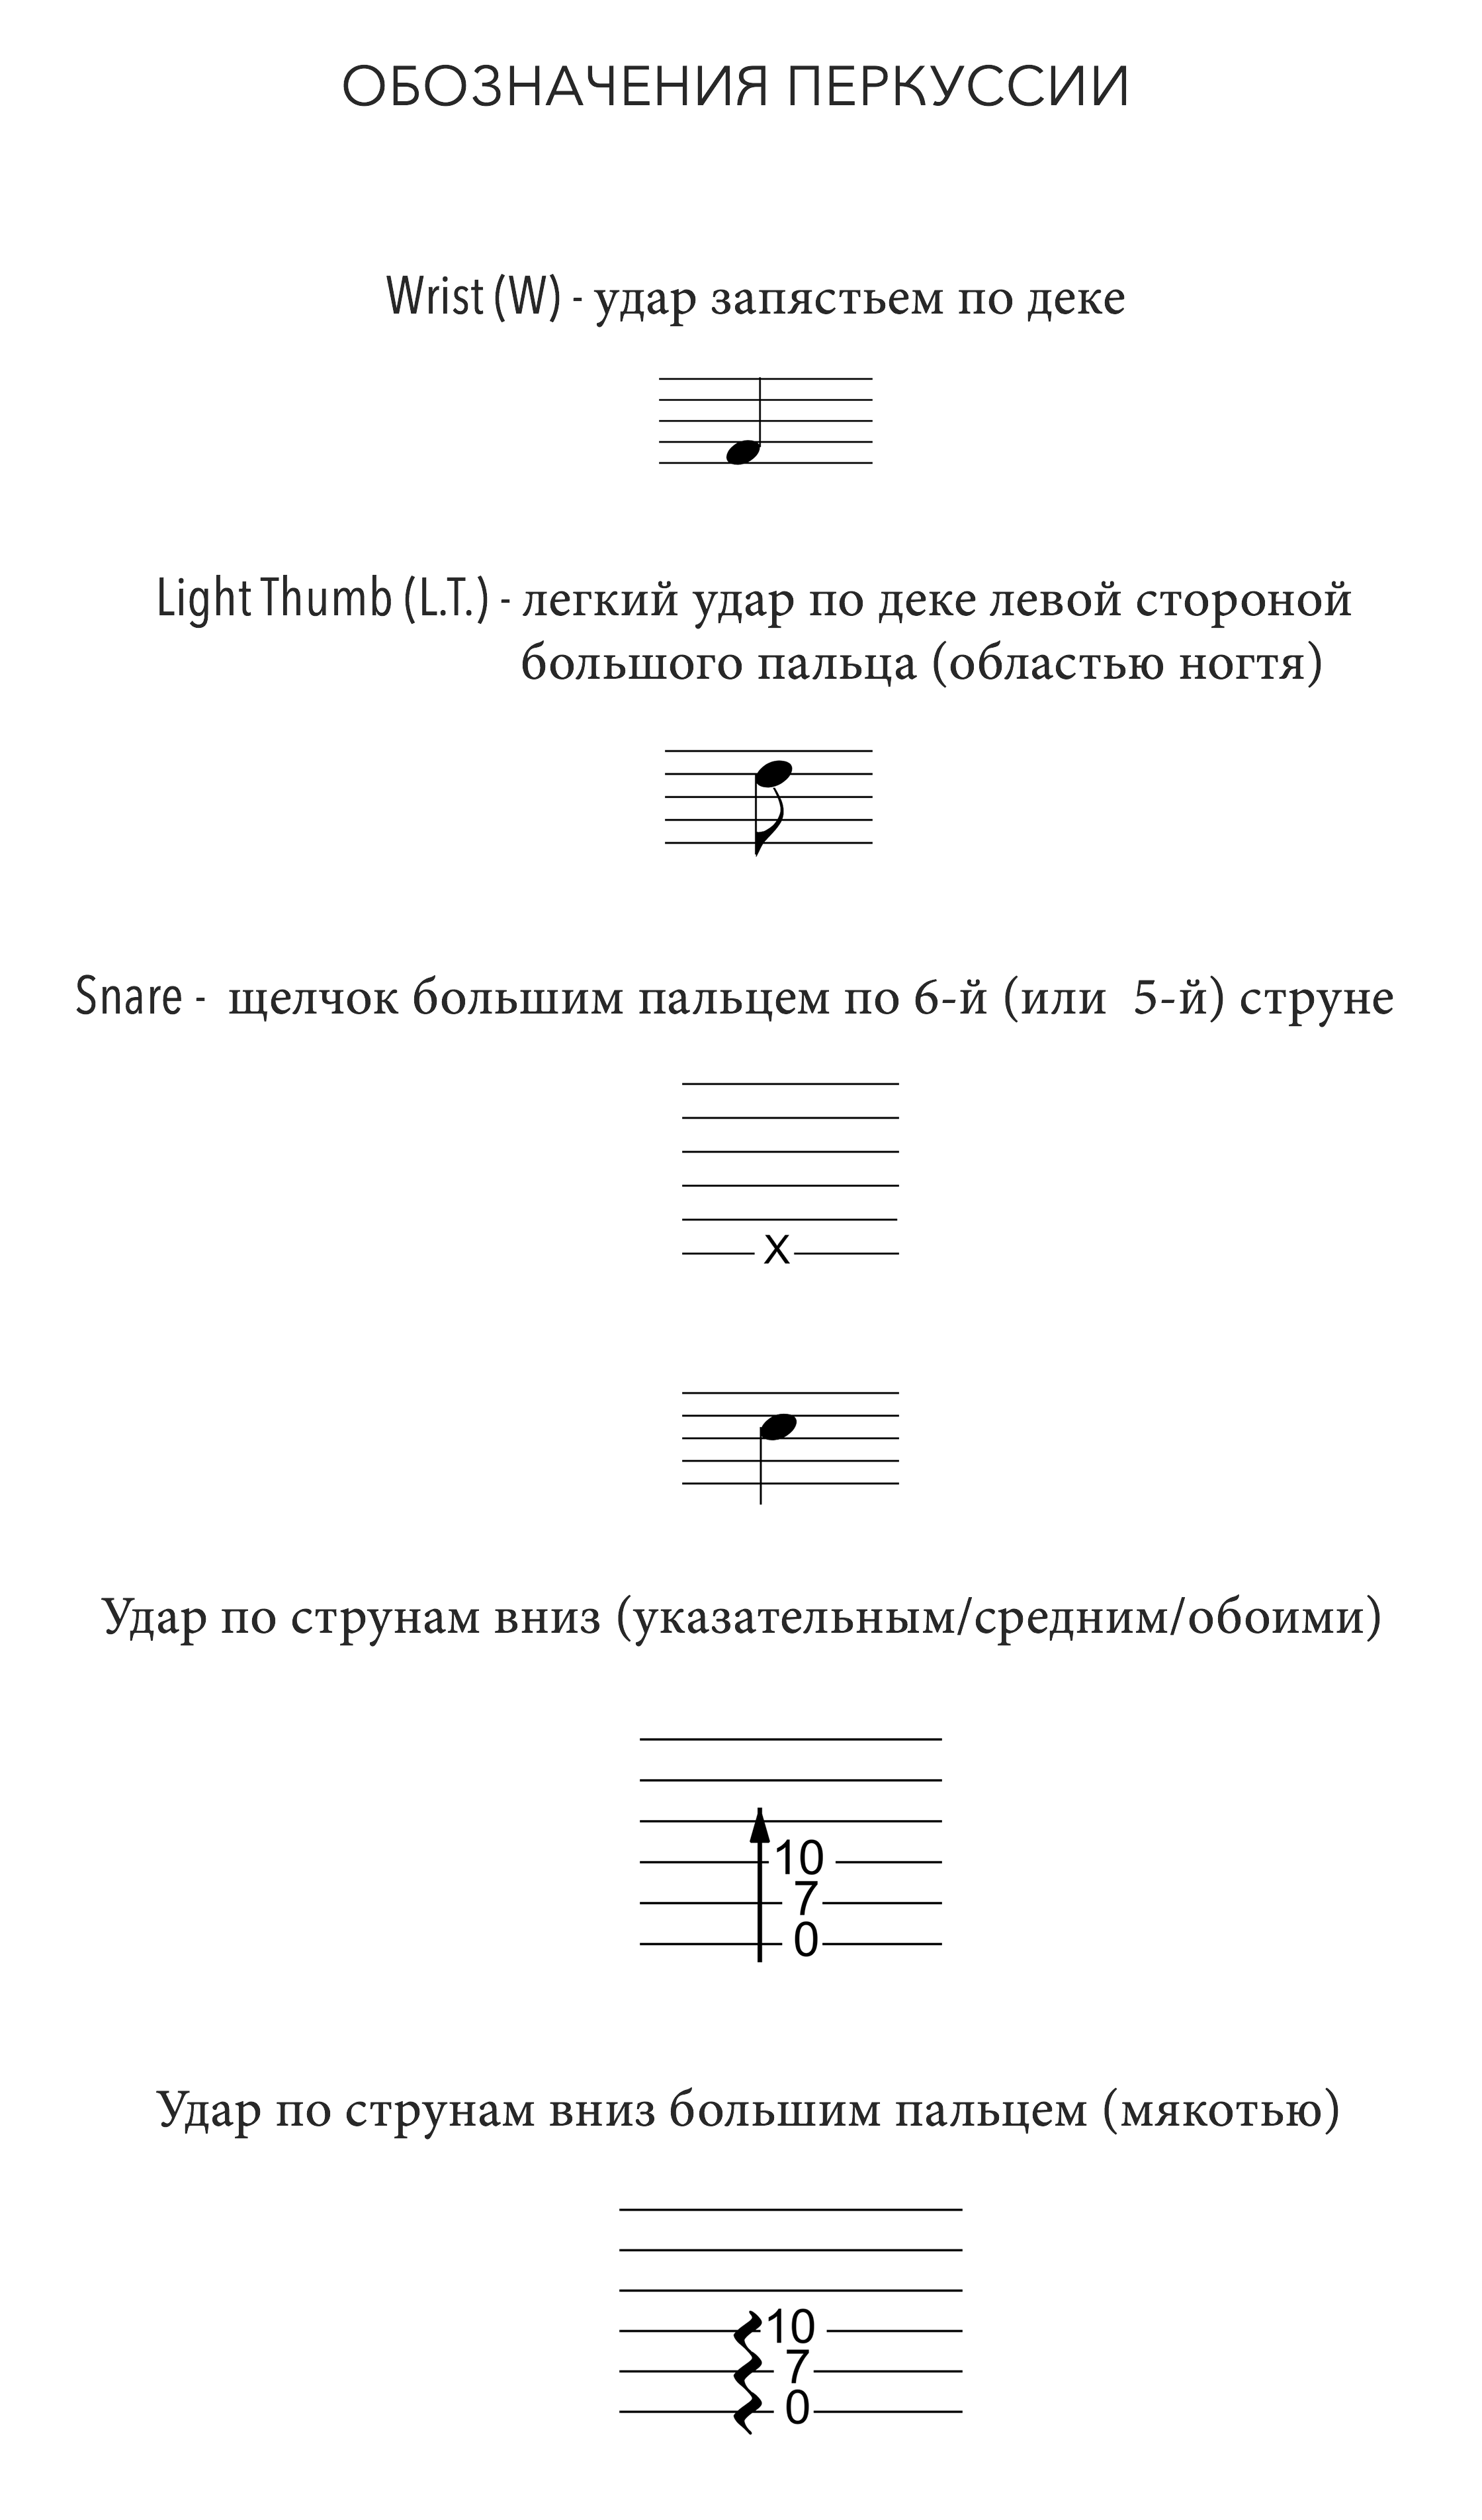 ОБОЗНАЧЕНИЯ ПЕРКУССИИ
Wrist (W) - удар запястьем по деке
Light Thumb (L.T.) - легкий удар по деке левой стороной
большого пальца (областью ногтя)
Snare - щелчок большим пальцем по 6-й (или 5-й) струне
X
Удар по струнам вниз (указательным/средним/обоими)
10
7
0
Удар по струнам вниз большим пальцем (мякотью)
10
7
0